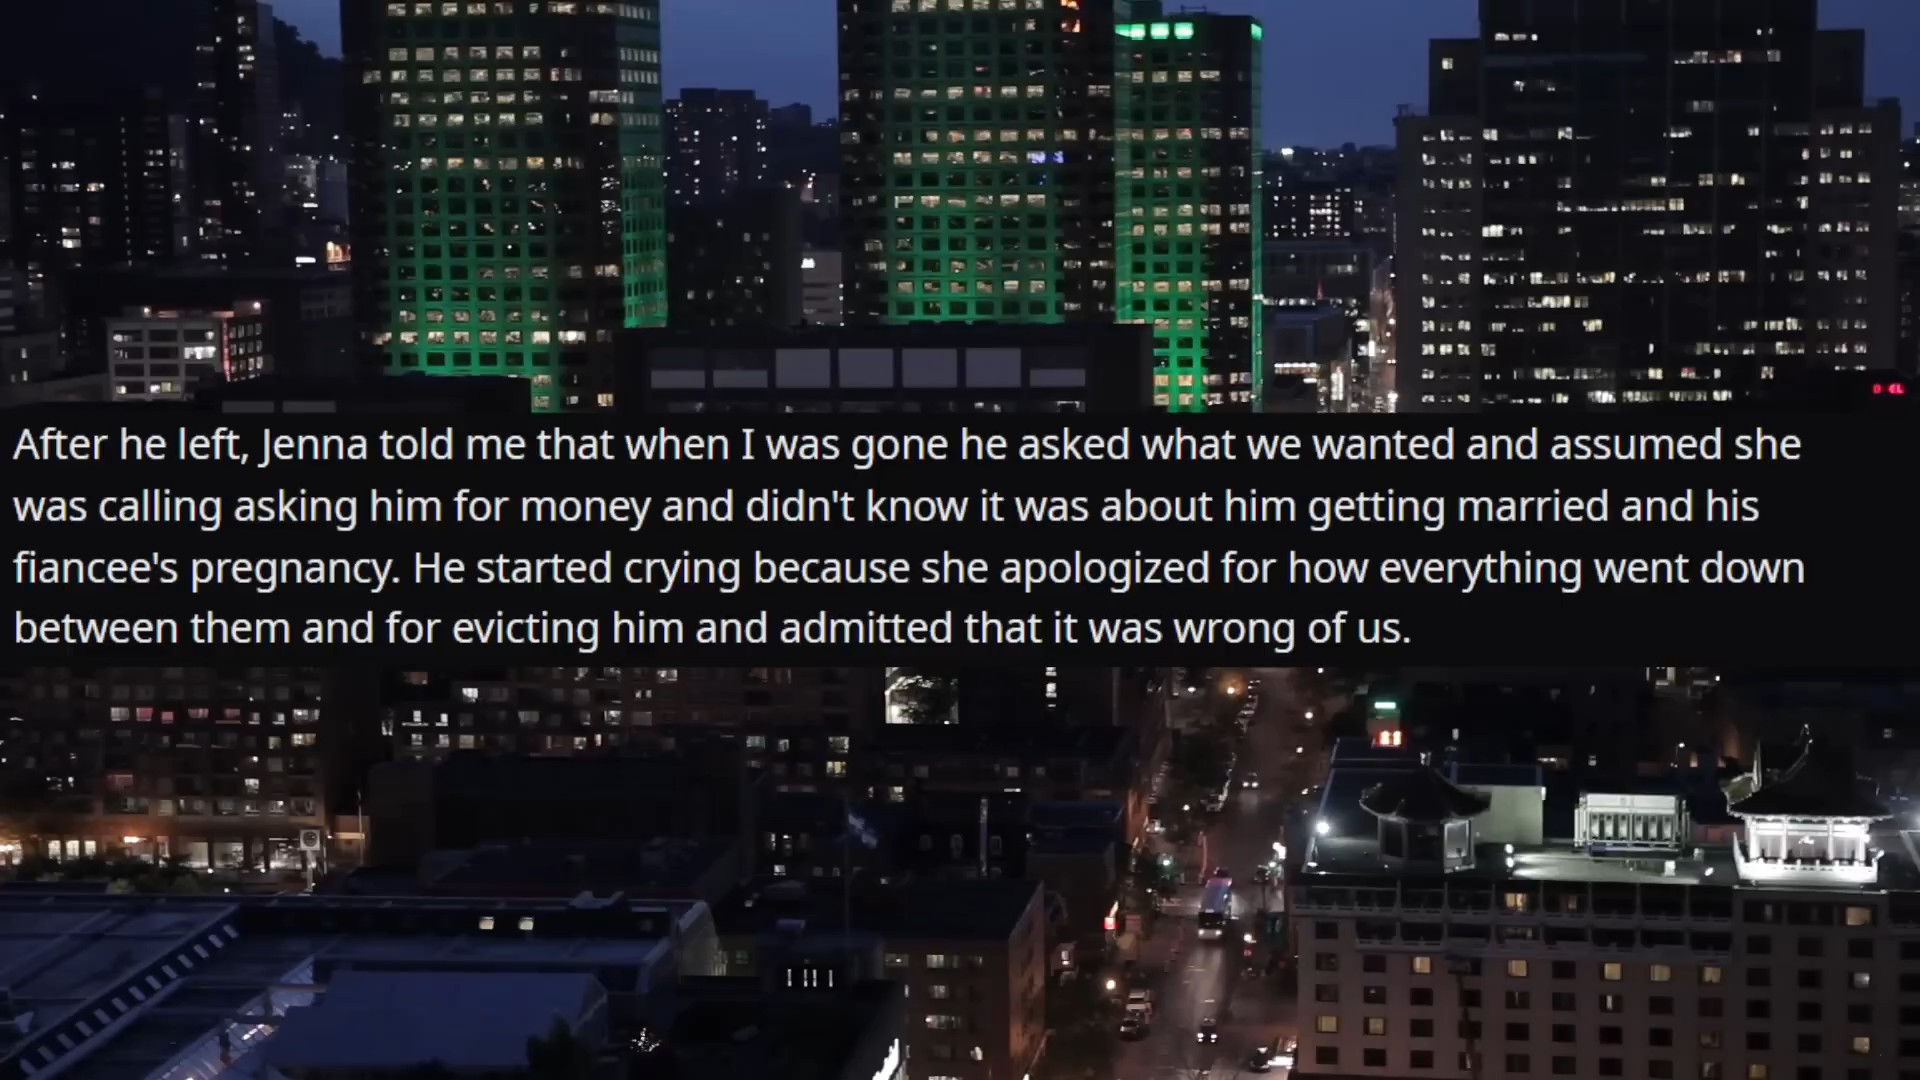 After he left, Jenna told me that when I was gone he asked what we wanted and assumed she
was calling asking him for money and didn't know it was about him getting married and his
fiancee's pregnancy. He started crying because she apologized for how everything went down
between them and for evicting him and admitted that it was wrong of us.